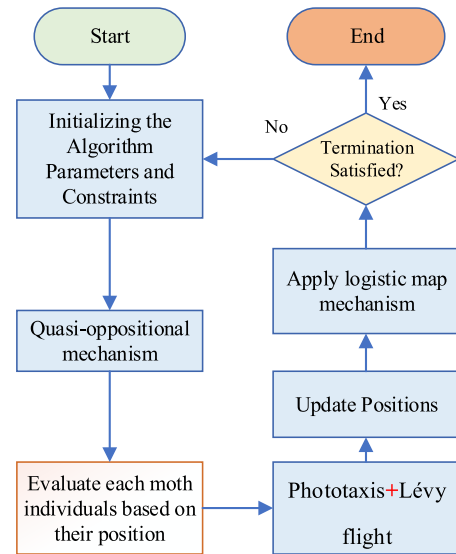 Start
Initializing the
Algorithm
Parameters and
Constraints
Quasi-oppositional
mechanism
Evaluate each moth
individuals based on
their position
Phototaxis+Lévy
flight
Update Positions
Apply logistic map
mechanism
Termination
Satisfied?
No
Yes
End